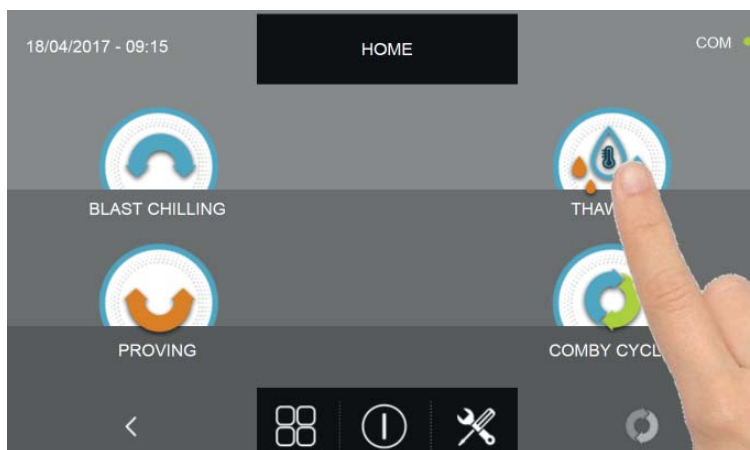 18/04/2017 - 09:15
HOME
COM
BLAST CHILLING
PROVING